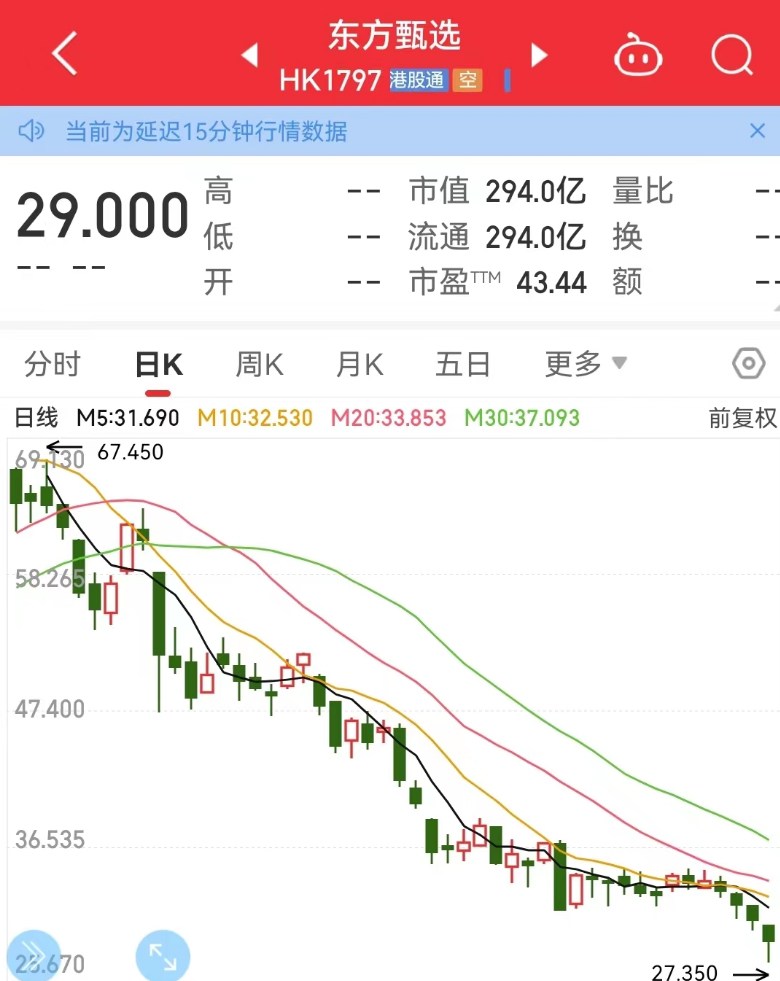 东方甄选
HK1797 港股通 空
当前为延迟15分钟行情数据
29.000
-- --
高 --
低 --
开 --
市值 294.0亿
流通 294.0亿
市盈TTM 43.44
量比 --
换 --
额 --
分时 日K 周K 月K 五日 更多
日线 M5:31.690 M10:32.530 M20:33.853 M30:37.093 前复权
69.130
67.450
58.265
47.400
36.535
27.350